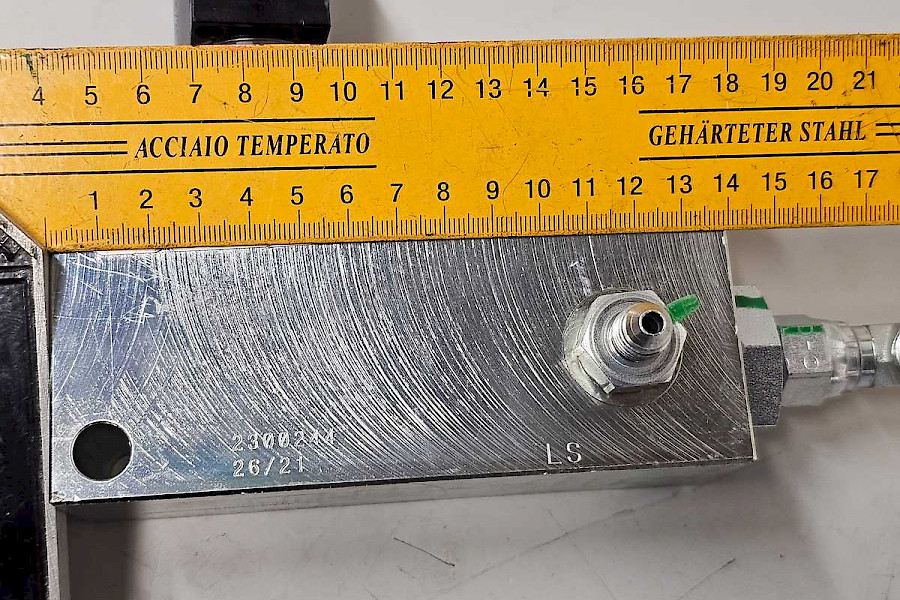 4 5 6 7 8 9 10 11 12 13 14 15 16 17 18 19 20 21
ACCIAIO TEMPERATO
GEHÄRTETER STAHL
1 2 3 4 5 6 7 8 9 10 11 12 13 14 15 16 17
2300244
26/21
LS